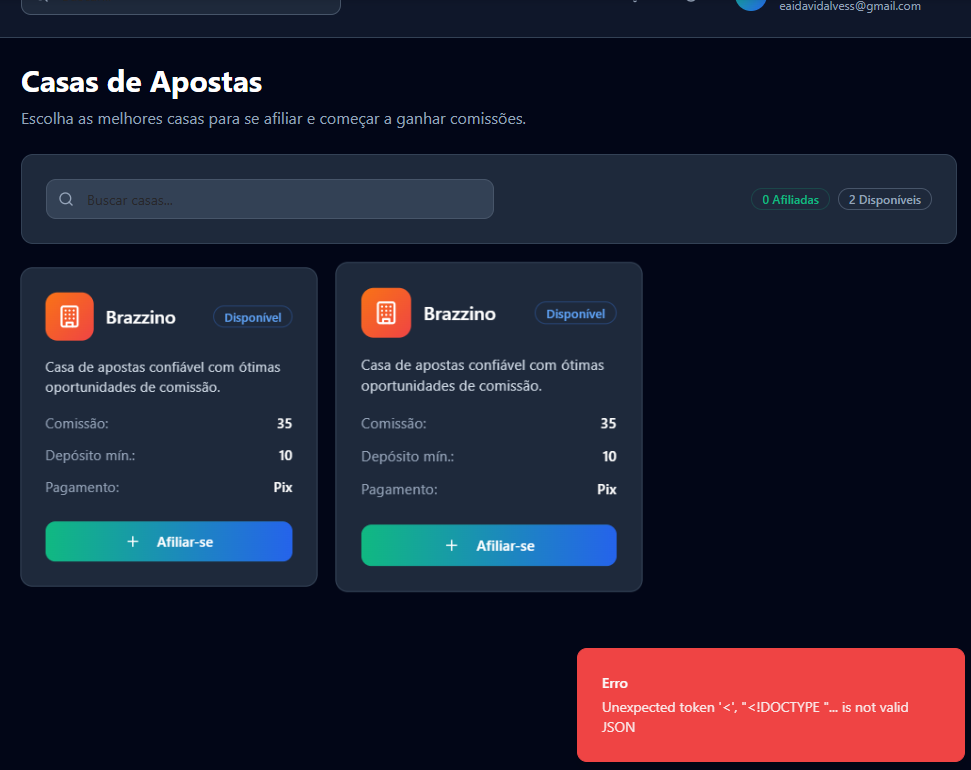 eaidavidalvess@gmail.com
Casas de Apostas
Escolha as melhores casas para se afiliar e começar a ganhar comissões.
Buscar casas...
0 Afiliadas
2 Disponíveis
Brazzino
Disponível
Casa de apostas confiável com ótimas
oportunidades de comissão.
Comissão: 35
Depósito mín.: 10
Pagamento: Pix
+ Afiliar-se
Brazzino
Disponível
Casa de apostas confiável com ótimas
oportunidades de comissão.
Comissão: 35
Depósito mín.: 10
Pagamento: Pix
+ Afiliar-se
Erro
Unexpected token '<', "<!DOCTYPE "... is not valid
JSON